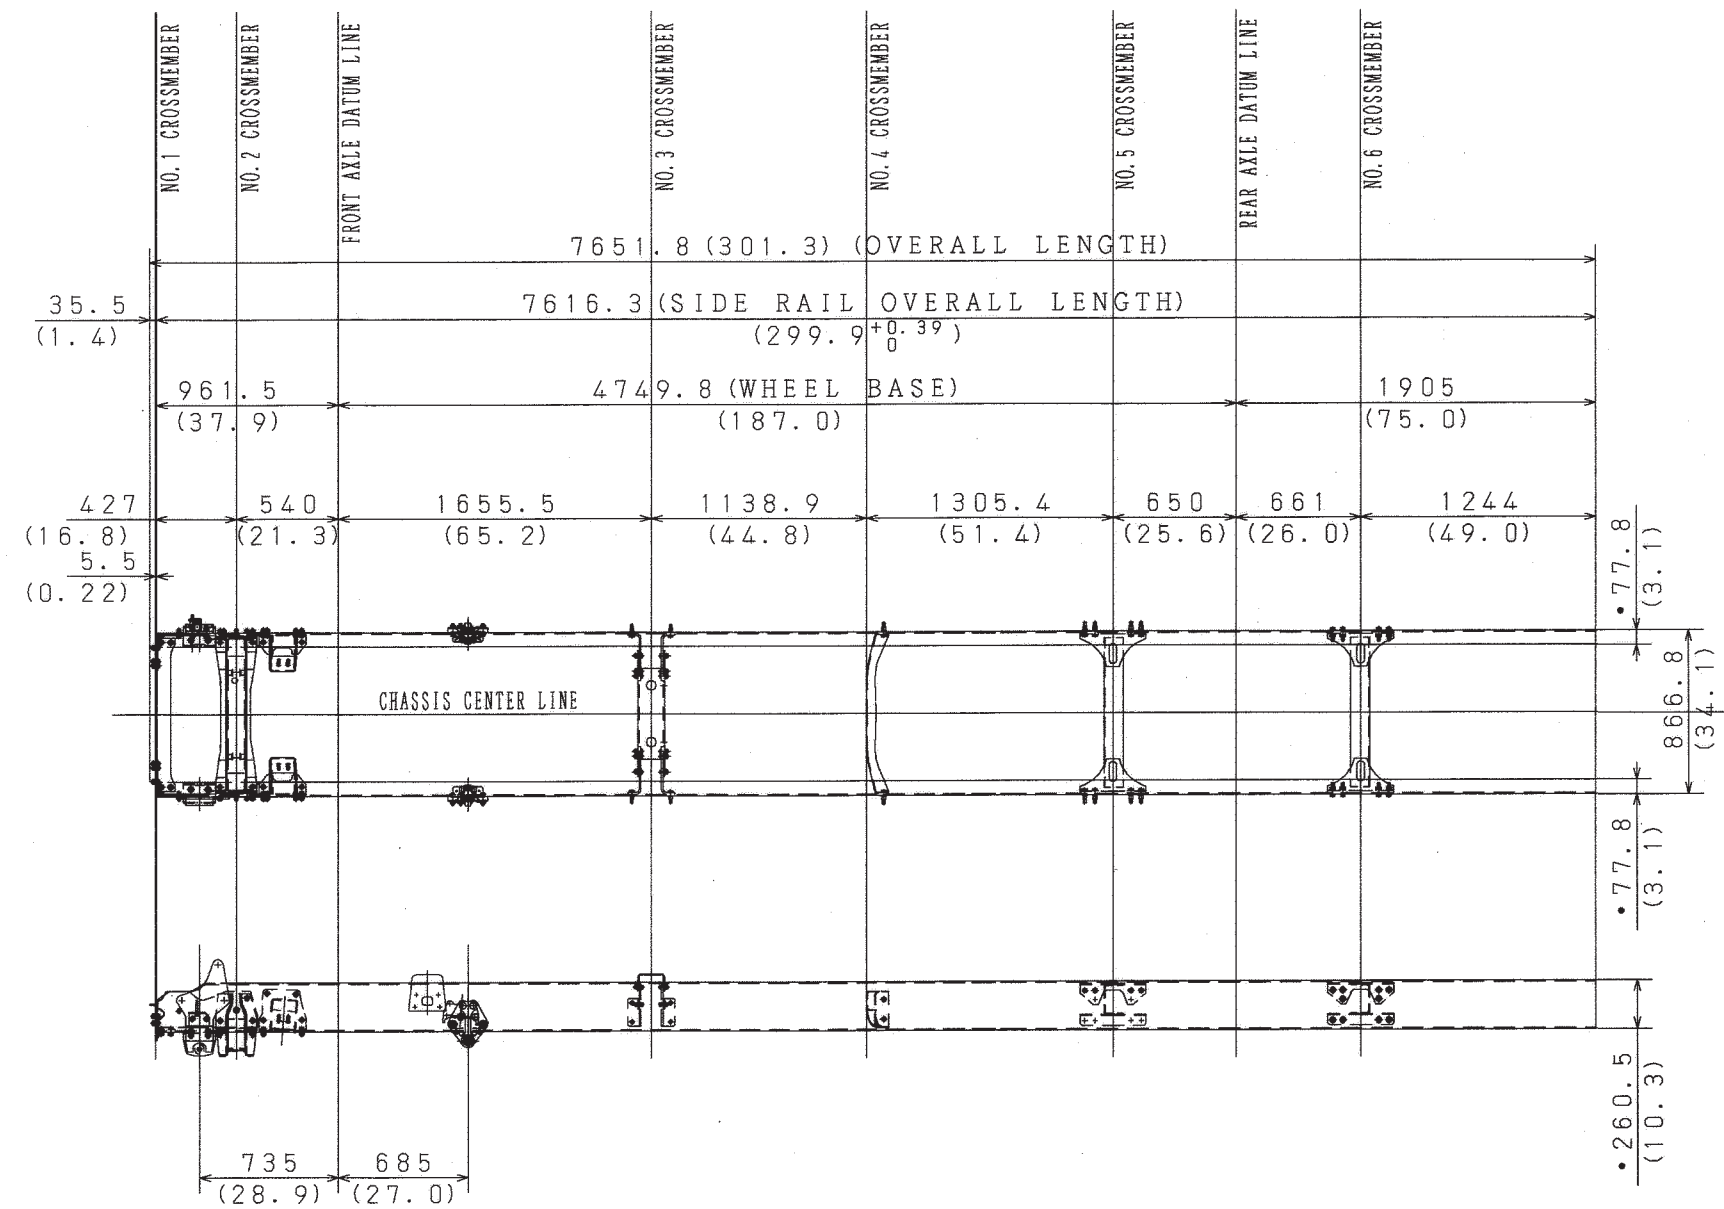 NO.1 CROSSMEMBER
NO.2 CROSSMEMBER
FRONT AXLE DATUM LINE
NO.3 CROSSMEMBER
NO.4 CROSSMEMBER
NO.5 CROSSMEMBER
REAR AXLE DATUM LINE
NO.6 CROSSMEMBER
7651.8 (301.3) (OVERALL LENGTH)
35.5
(1.4)
7616.3 (SIDE RAIL OVERALL LENGTH)
(299.9 +0.39 0)
961.5
(37.9)
4749.8 (WHEEL BASE)
(187.0)
1905
(75.0)
427
(16.8)
540
(21.3)
1655.5
(65.2)
1138.9
(44.8)
1305.4
(51.4)
650
(25.6)
661
(26.0)
1244
(49.0)
5.5
(0.22)
•77.8
(3.1)
866.8
(34.1)
CHASSIS CENTER LINE
•77.8
(3.1)
•260.5
(10.3)
735
(28.9)
685
(27.0)